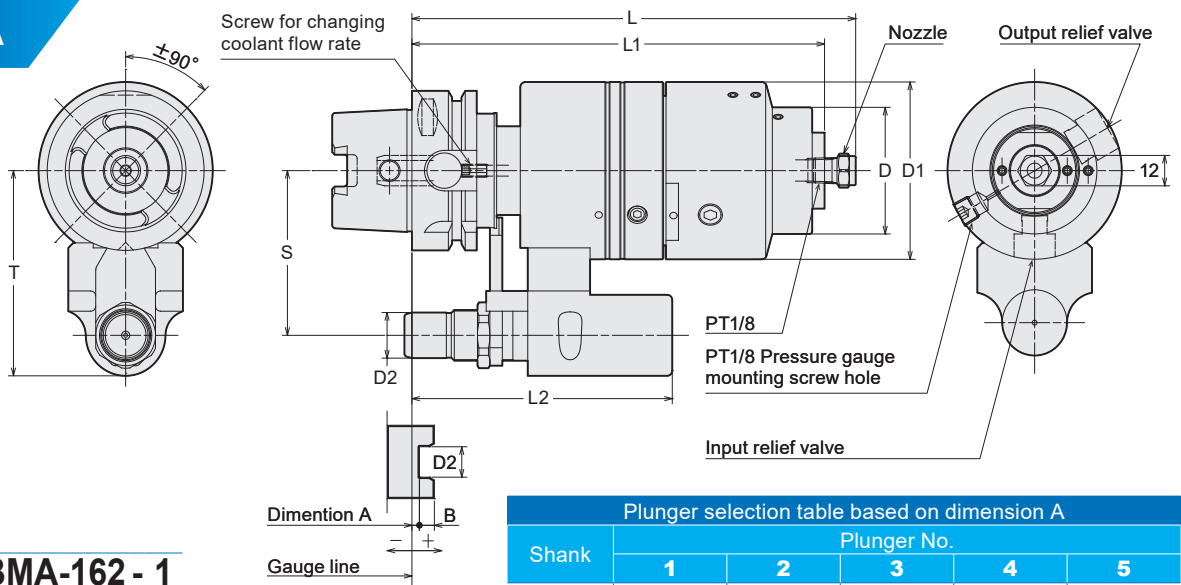 Screw for changing
coolant flow rate
L
L1
Nozzle
Output relief valve
±90°
D
D1
12
T
S
PT1/8
D2
PT1/8 Pressure gauge
mounting screw hole
L2
Input relief valve
D2
Dimention A
B
− +
Gauge line
MA-162 - 1
Plunger selection table based on dimension A
Shank
Plunger No.
1 2 3 4 5